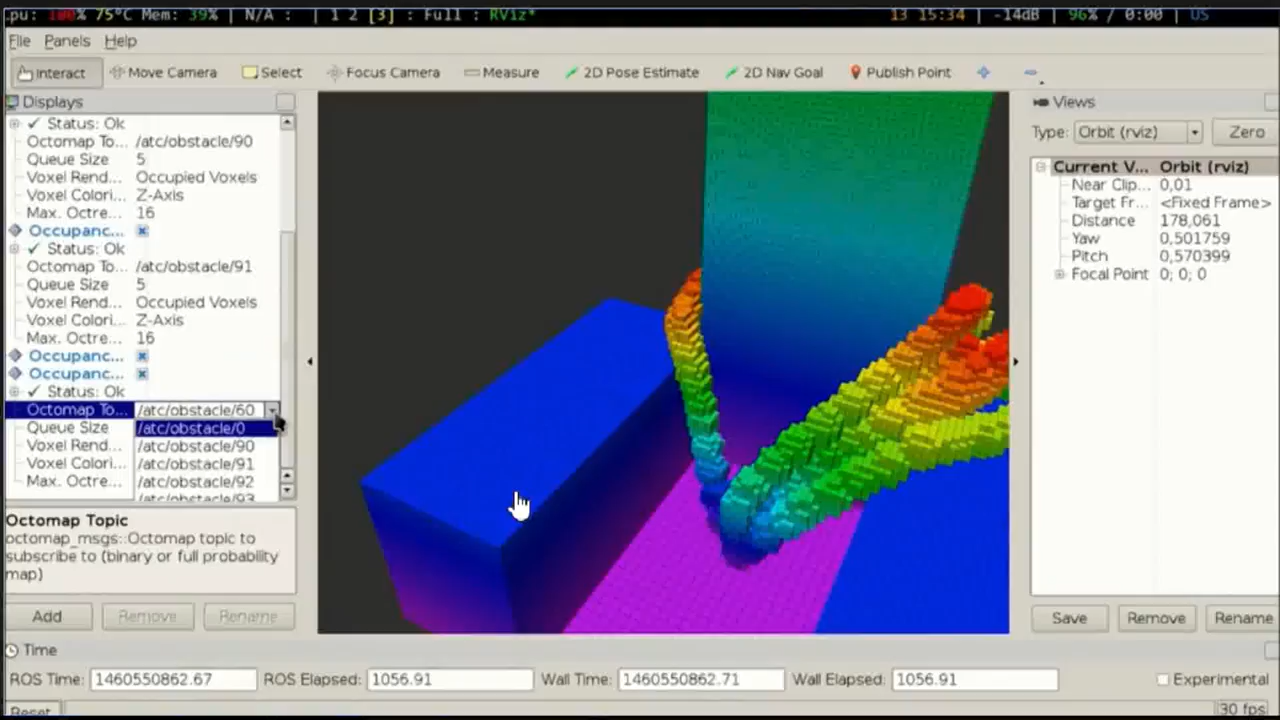 .pu: 100% 75°C Mem: 39% | N/A : | 1 2 [3] : Full : RViz* 13 15:34 | -14dB | 96% / 0:00 | US
File Panels Help
Interact Move Camera Select Focus Camera Measure 2D Pose Estimate 2D Nav Goal Publish Point
Displays
Status: Ok
Octomap To... /atc/obstacle/90
Queue Size 5
Voxel Rend... Occupied Voxels
Voxel Colori... Z-Axis
Max. Octre... 16
Occupanc...
Status: Ok
Octomap To... /atc/obstacle/91
Queue Size 5
Voxel Rend... Occupied Voxels
Voxel Colori... Z-Axis
Max. Octre... 16
Occupanc...
Occupanc...
Status: Ok
Octomap To... /atc/obstacle/60
Queue Size /atc/obstacle/0
Voxel Rend... /atc/obstacle/90
Voxel Colori... /atc/obstacle/91
Max. Octre... /atc/obstacle/92
/atc/obstacle/93
Octomap Topic
octomap_msgs::Octomap topic to
subscribe to (binary or full probability
map)
Add Remove Rename
Views
Type: Orbit (rviz) Zero
Current V... Orbit (rviz)
Near Clip... 0,01
Target Fr... <Fixed Frame>
Distance 178,061
Yaw 0,501759
Pitch 0,570399
Focal Point 0; 0; 0
Save Remove Rename
Time
ROS Time: 1460550862.67 ROS Elapsed: 1056.91 Wall Time: 1460550862.71 Wall Elapsed: 1056.91 Experimental
Reset 30 fps